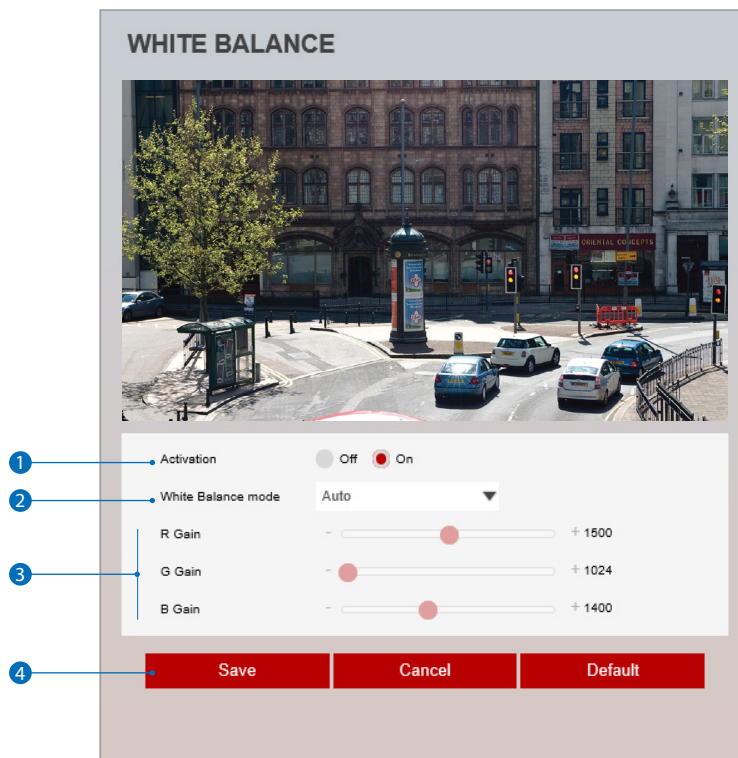 WHITE BALANCE
ORIENTAL CONCEPTS
1 Activation Off On
2 White Balance mode Auto
R Gain - + 1500
3 G Gain - + 1024
B Gain - + 1400
4 Save Cancel Default